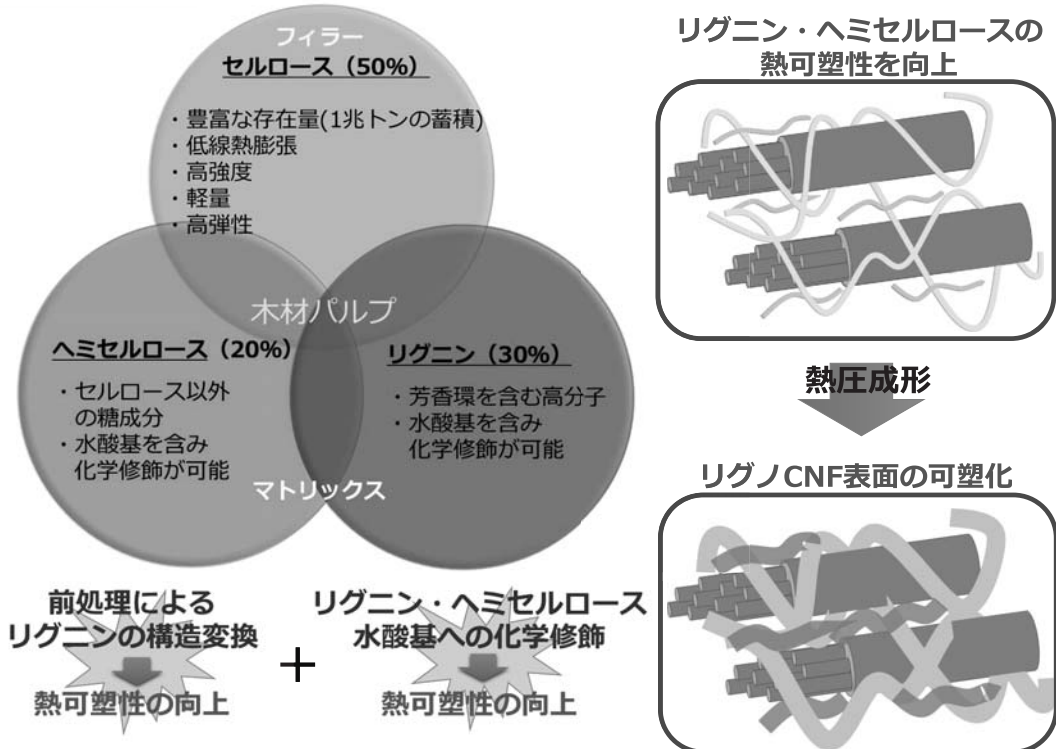 フィラー
セルロース（50%）
・豊富な存在量(1兆トンの蓄積)
・低線熱膨張
・高強度
・軽量
・高弾性
木材パルプ
ヘミセルロース（20%）
・セルロース以外
の糖成分
・水酸基を含み
化学修飾が可能
リグニン（30%）
・芳香環を含む高分子
・水酸基を含み
化学修飾が可能
マトリックス
前処理による
リグニンの構造変換
熱可塑性の向上
＋
リグニン・ヘミセルロース
水酸基への化学修飾
熱可塑性の向上
リグニン・ヘミセルロースの
熱可塑性を向上
熱圧成形
リグノCNF表面の可塑化